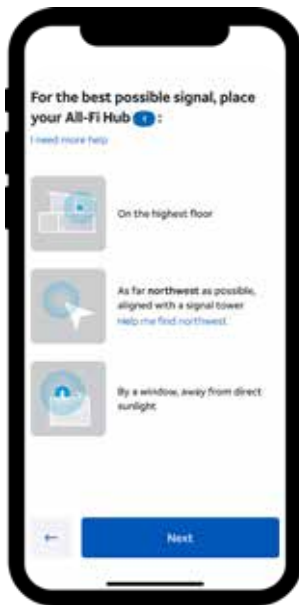 For the best possible signal, place
your All-Fi Hub :
I need more help
On the highest floor
As far northwest as possible,
aligned with a signal tower
Help me find northwest.
By a window, away from direct
sunlight
Next